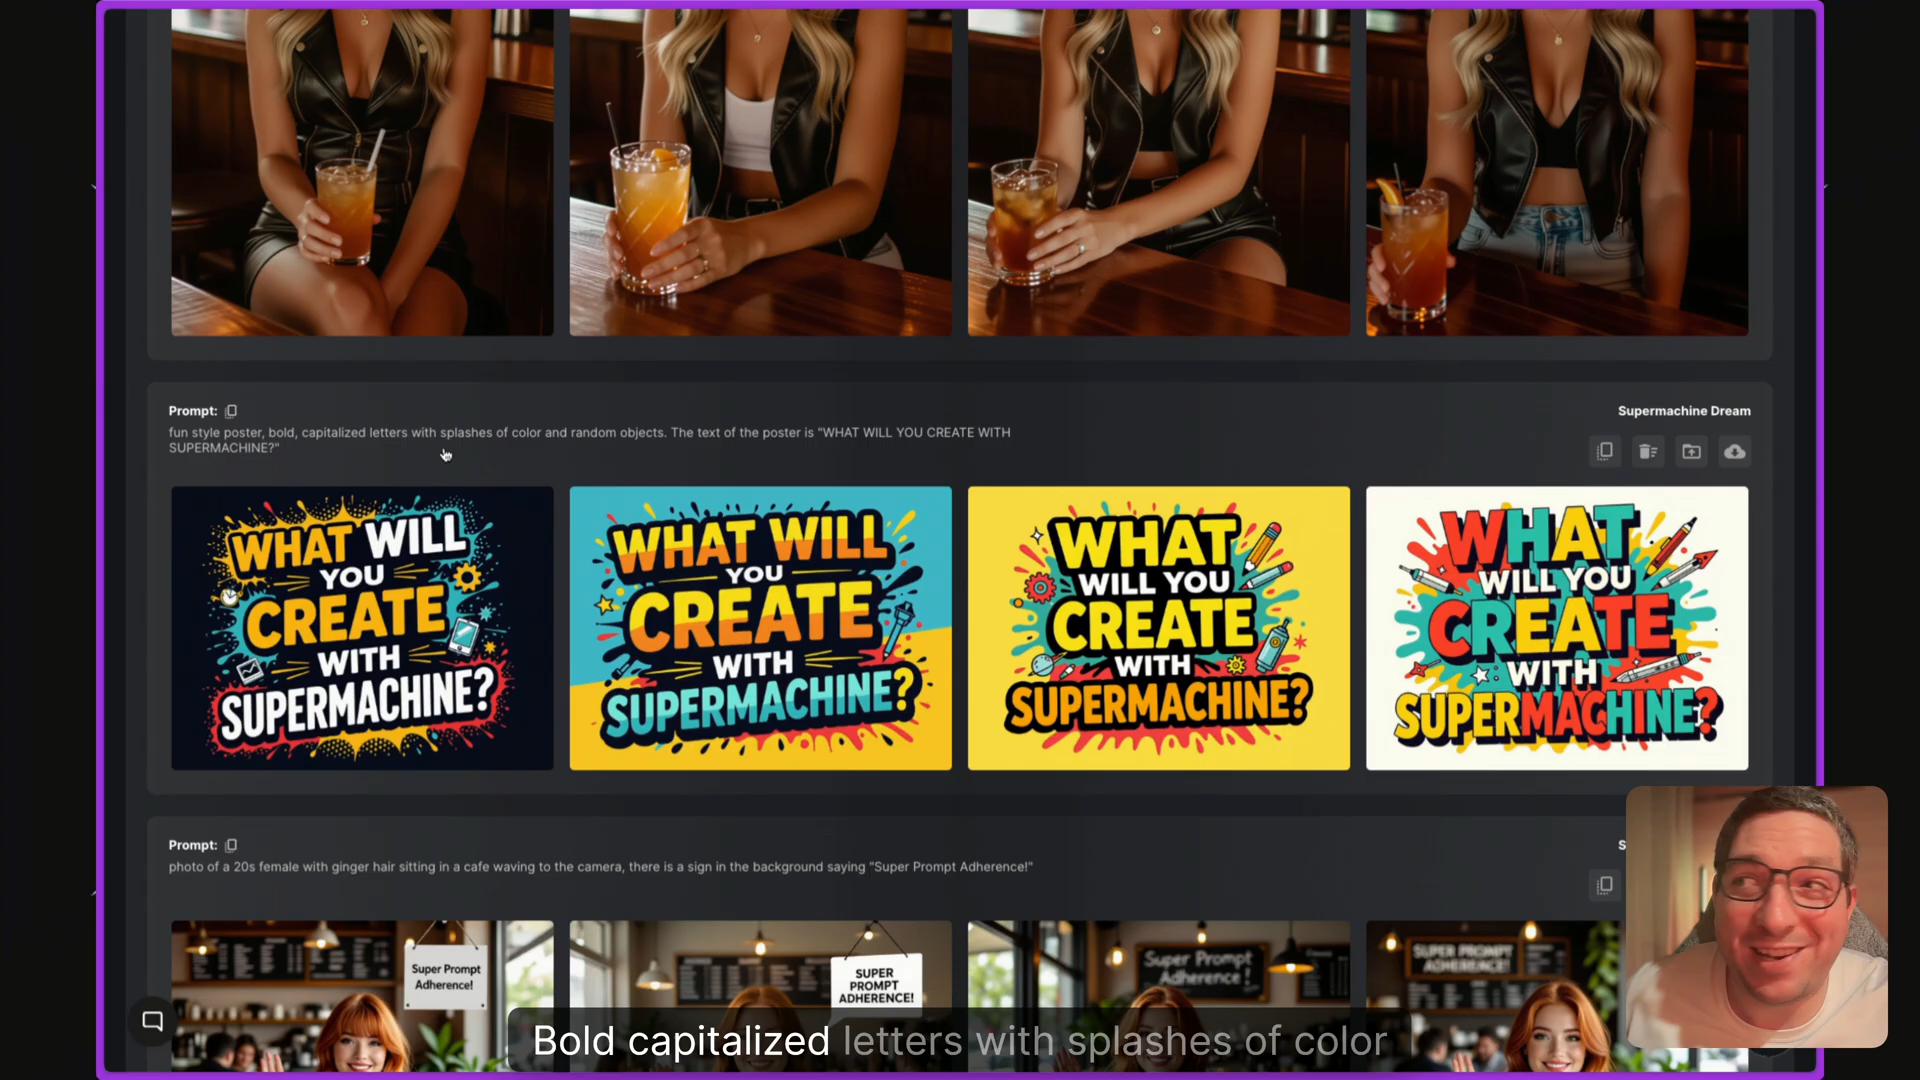 Prompt:
Supermachine Dream
fun style poster, bold, capitalized letters with splashes of color and random objects. The text of the poster is "WHAT WILL YOU CREATE WITH
SUPERMACHINE?"
WHAT WILL
YOU
CREATE
WITH
SUPERMACHINE?
WHAT WILL
YOU
CREATE
WITH
SUPERMACHINE?
WHAT
WILL YOU
CREATE
WITH
SUPERMACHINE?
WHAT
WILL YOU
CREATE
WITH
SUPERMACHINE?
Prompt:
S
photo of a 20s female with ginger hair sitting in a cafe waving to the camera, there is a sign in the background saying "Super Prompt Adherence!"
Super Prompt
Adherence!
SUPER
PROMPT
ADHERENCE!
Super Prompt
Adherence!
SUPER PROMPT
ADHERENCE!
Bold capitalized letters with splashes of color